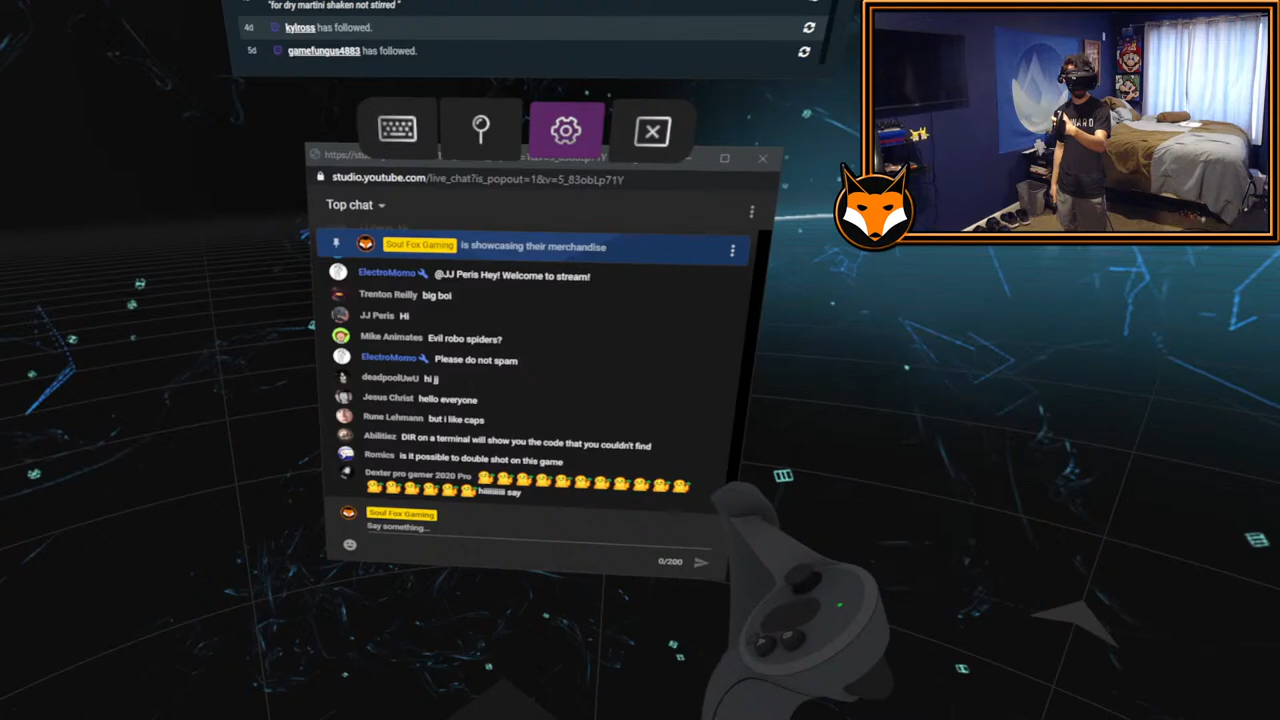 "for dry martini shaken not stirred "
4d kylross has followed.
5d gamefungus4883 has followed.
studio.youtube.com/live_chat?is_popout=1&v=5_83obLp71Y
Top chat
Soul Fox Gaming is showcasing their merchandise
ElectroMomo @JJ Peris Hey! Welcome to stream!
Trenton Reilly big boi
JJ Peris Hi
Mike Animates Evil robo spiders?
ElectroMomo Please do not spam
deadpoolUwU hi jj
Jesus Christ hello everyone
Rune Lehmann but i like caps
Abilitiez DIR on a terminal will show you the code that you couldn't find
Romics is it possible to double shot on this game
Dexter pro gamer 2020 Pro
hiiiiiiiiii say
Soul Fox Gaming
Say something...
0/200